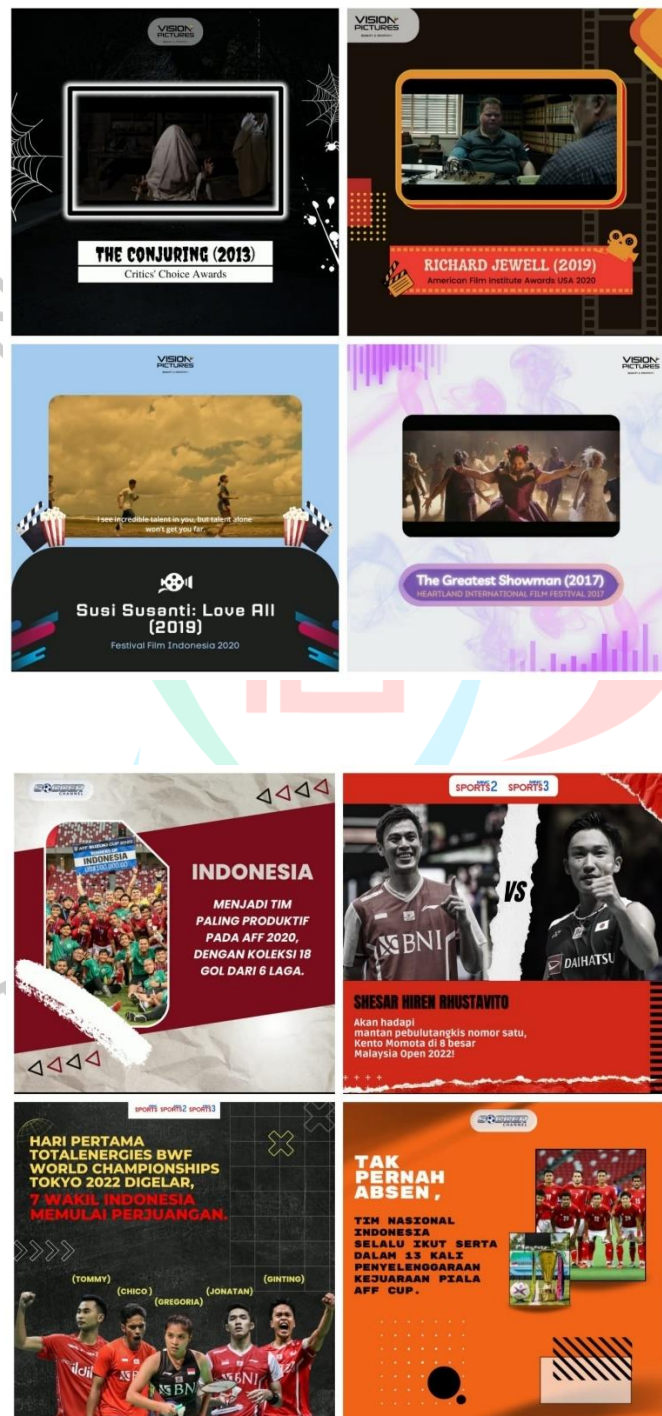 VISION+
PICTURES
THE CONJURING (2013)
Critics' Choice Awards
VISION+
PICTURES
RICHARD JEWELL (2019)
American Film Institute Awards USA 2020
VISION+
PICTURES
I see incredible talent in you, but talent alone
won't get you far.
Susi Susanti: Love All
(2019)
Festival Film Indonesia 2020
VISION+
PICTURES
The Greatest Showman (2017)
HEARTLAND INTERNATIONAL FILM FESTIVAL 2017
SOCCER
CHANNEL
INDONESIA
INDONESIA
MENJADI TIM
PALING PRODUKTIF
PADA AFF 2020,
DENGAN KOLEKSI 18
GOL DARI 6 LAGA.
SPORTS2 SPORTS3
VS
BNI
DAIHATSU
SHESAR HIREN RHUSTAVITO
Akan hadapi
mantan pebulutangkis nomor satu,
Kento Momota di 8 besar
Malaysia Open 2022!
SPORTS SPORTS2 SPORTS3
HARI PERTAMA
TOTALENERGIES BWF
WORLD CHAMPIONSHIPS
TOKYO 2022 DIGELAR,
7 WAKIL INDONESIA
MEMULAI PERJUANGAN.
(TOMMY)
(CHICO)
(GREGORIA)
(JONATAN)
(GINTING)
BNI
SOCCER
CHANNEL
TAK
PERNAH
ABSEN,
TIM NASIONAL
INDONESIA
SELALU IKUT SERTA
DALAM 13 KALI
PENYELENGGARAAN
KEJUARAAN PIALA
AFF CUP.